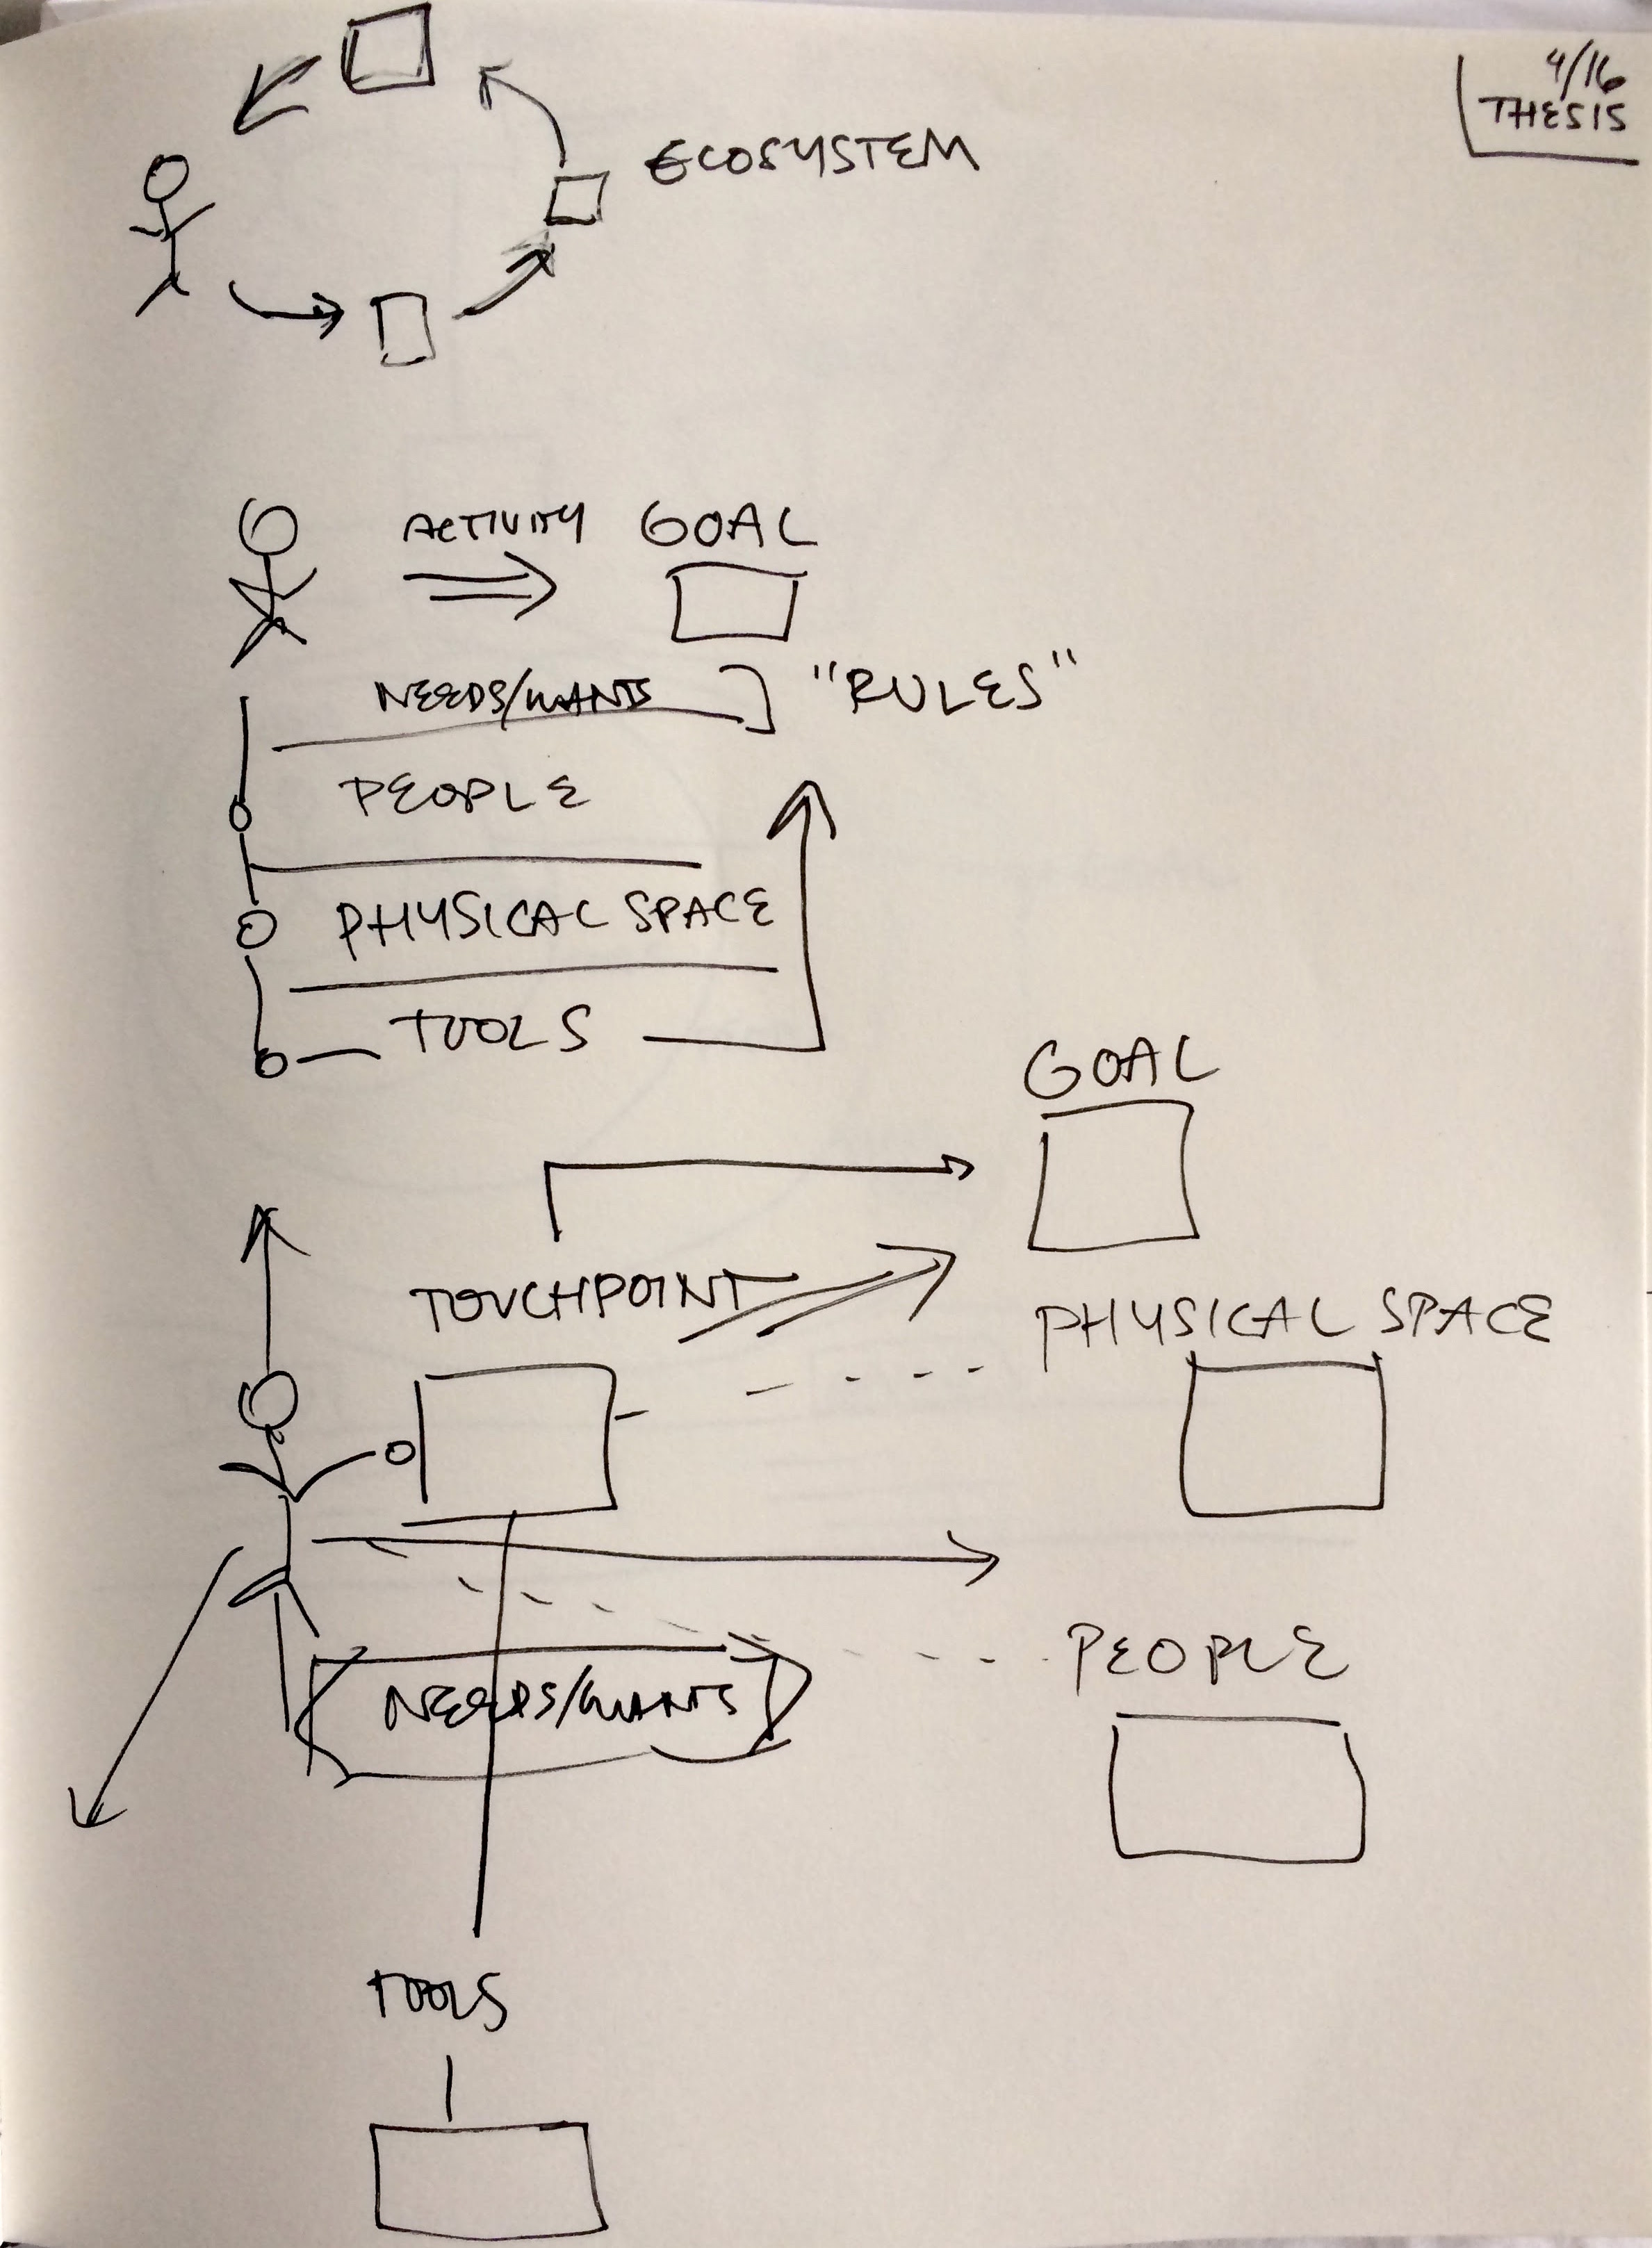 4/16
THESIS
ECOSYSTEM
ACTIVITY GOAL
NEEDS/WANTS "RULES"
PEOPLE
PHYSICAL SPACE
TOOLS
GOAL
TOUCHPOINT
PHYSICAL SPACE
PEOPLE
NEEDS/WANTS
TOOLS